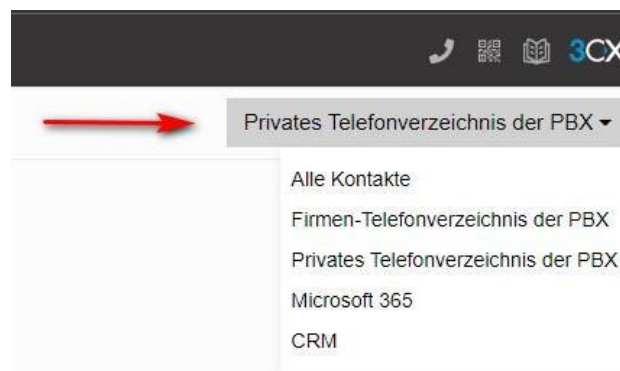 3CX
Privates Telefonverzeichnis der PBX
Alle Kontakte
Firmen-Telefonverzeichnis der PBX
Privates Telefonverzeichnis der PBX
Microsoft 365
CRM